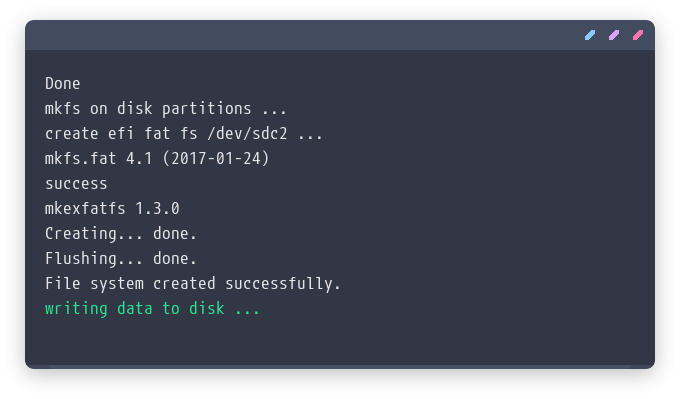 Done
mkfs on disk partitions ...
create efi fat fs /dev/sdc2 ...
mkfs.fat 4.1 (2017-01-24)
success
mkexfatfs 1.3.0
Creating... done.
Flushing... done.
File system created successfully.
writing data to disk ...